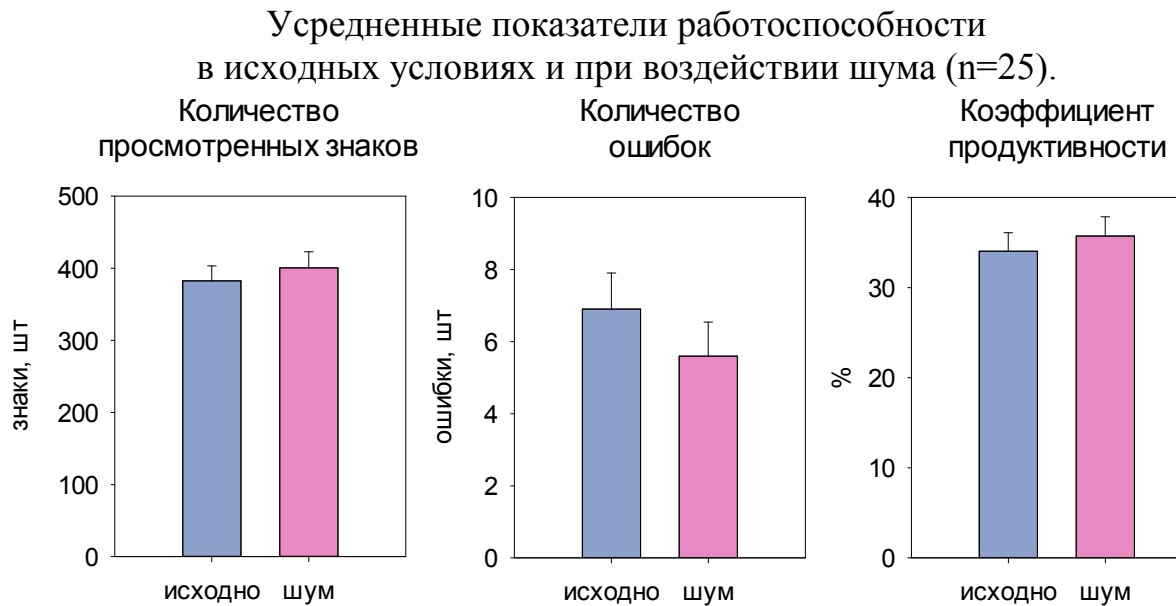 Усредненные показатели работоспособности
в исходных условиях и при воздействии шума (n=25).
Количество
просмотренных знаков
знаки, шт
500
400
300
200
100
0
исходно шум
Количество
ошибок
ошибки, шт
10
8
6
4
2
0
исходно шум
Коэффициент
продуктивности
%
40
30
20
10
0
исходно шум